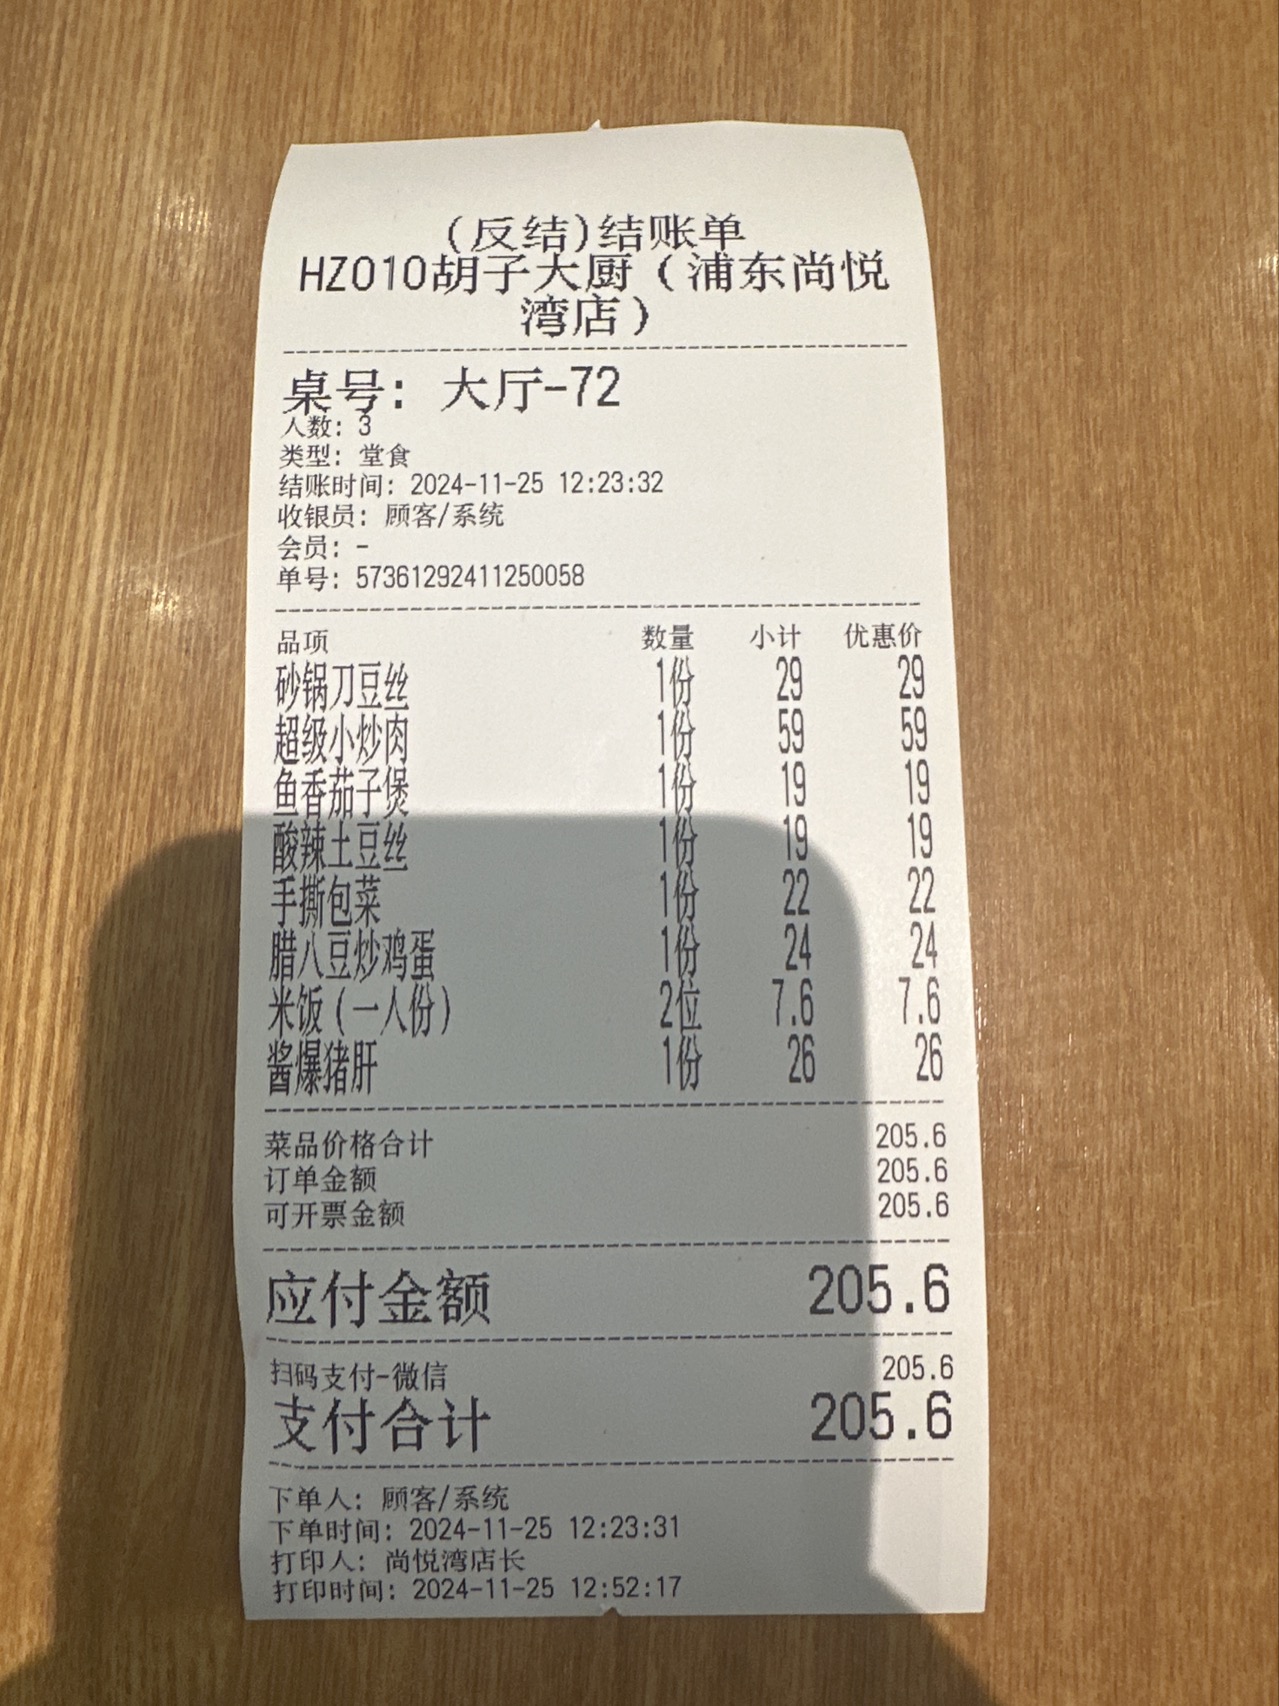 (反结)结账单
HZ010胡子大厨(浦东尚悦
湾店)
桌号: 大厅-72
人数: 3
类型: 堂食
结账时间: 2024-11-25 12:23:32
收银员: 顾客/系统
会员: -
单号: 57361292411250058
品项 数量 小计 优惠价
砂锅刀豆丝 1份 29 29
超级小炒肉 1份 59 59
鱼香茄子煲 1份 19 19
酸辣土豆丝 1份 19 19
手撕包菜 1份 22 22
腊八豆炒鸡蛋 1份 24 24
米饭(一人份) 2位 7.6 7.6
酱爆猪肝 1份 26 26
菜品价格合计 205.6
订单金额 205.6
可开票金额 205.6
应付金额 205.6
扫码支付-微信 205.6
支付合计 205.6
下单人: 顾客/系统
下单时间: 2024-11-25 12:23:31
打印人: 尚悦湾店长
打印时间: 2024-11-25 12:52:17